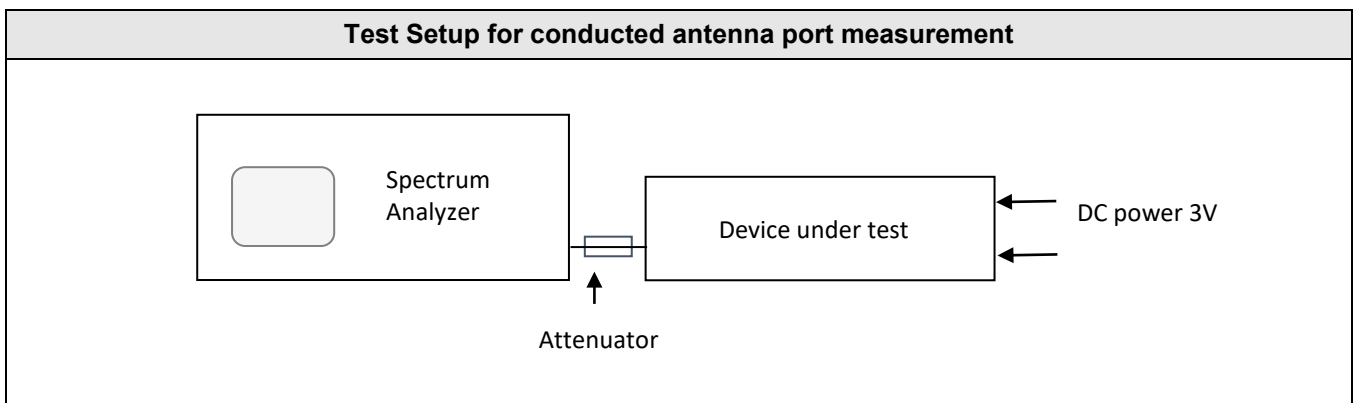 Test Setup for conducted antenna port measurement
Spectrum
Analyzer
Device under test
DC power 3V
Attenuator